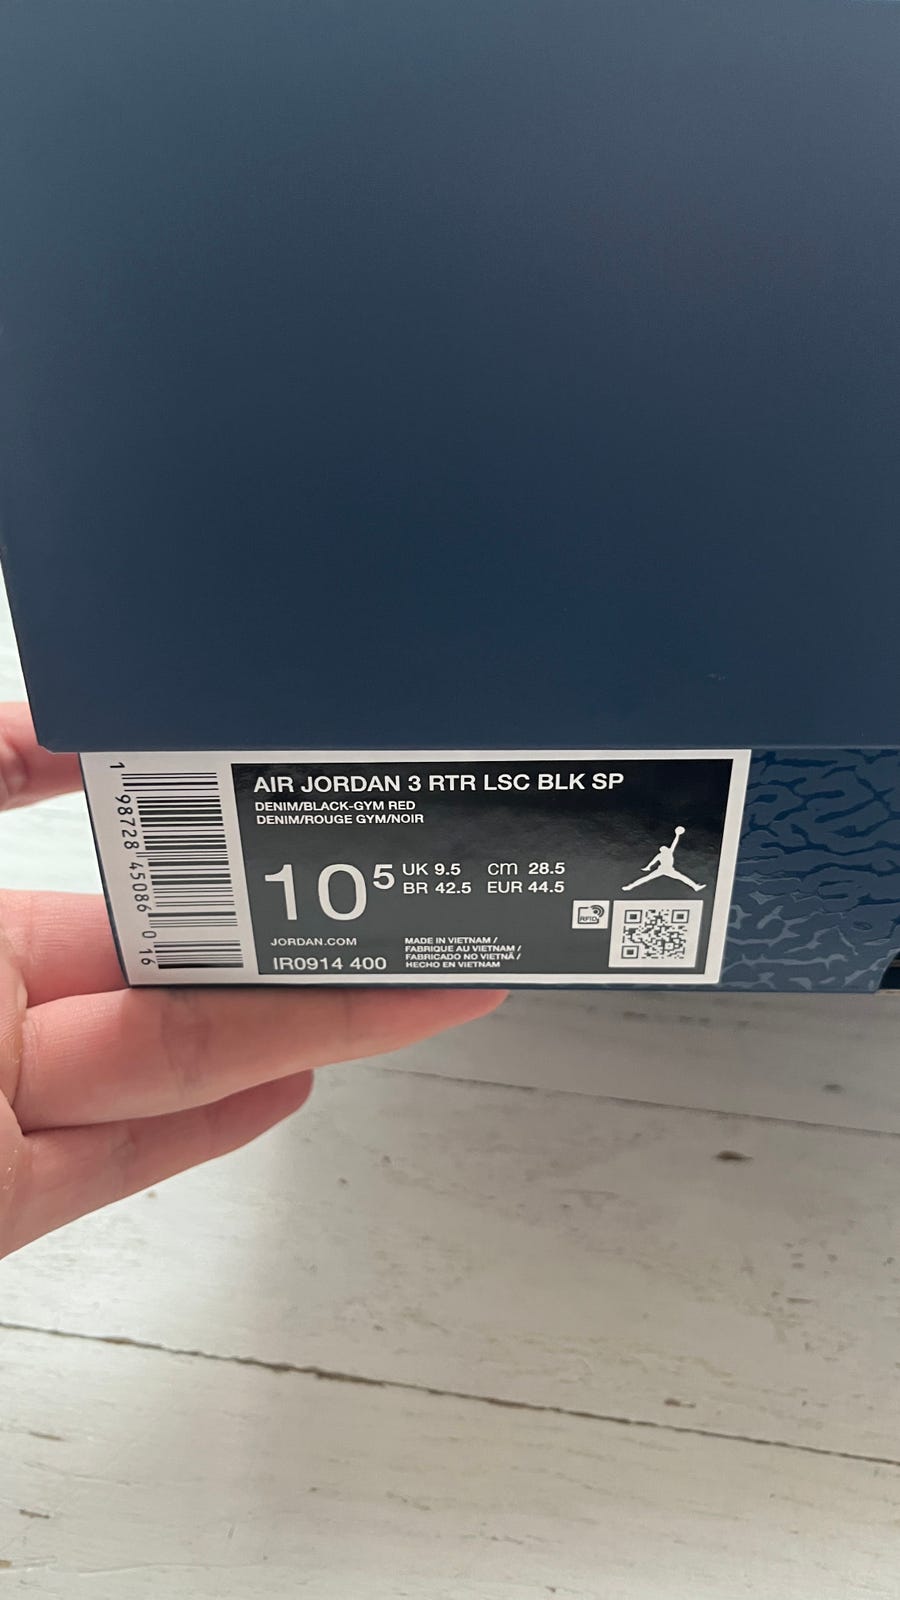 AIR JORDAN 3 RTR LSC BLK SP
DENIM/BLACK-GYM RED
DENIM/ROUGE GYM/NOIR
10 5
UK 9.5 cm 28.5
BR 42.5 EUR 44.5
RFID
JORDAN.COM
IR0914 400
MADE IN VIETNAM /
FABRIQUE AU VIETNAM /
FABRICADO NO VIETNÃ /
HECHO EN VIETNAM
1 98728 45086 0 16